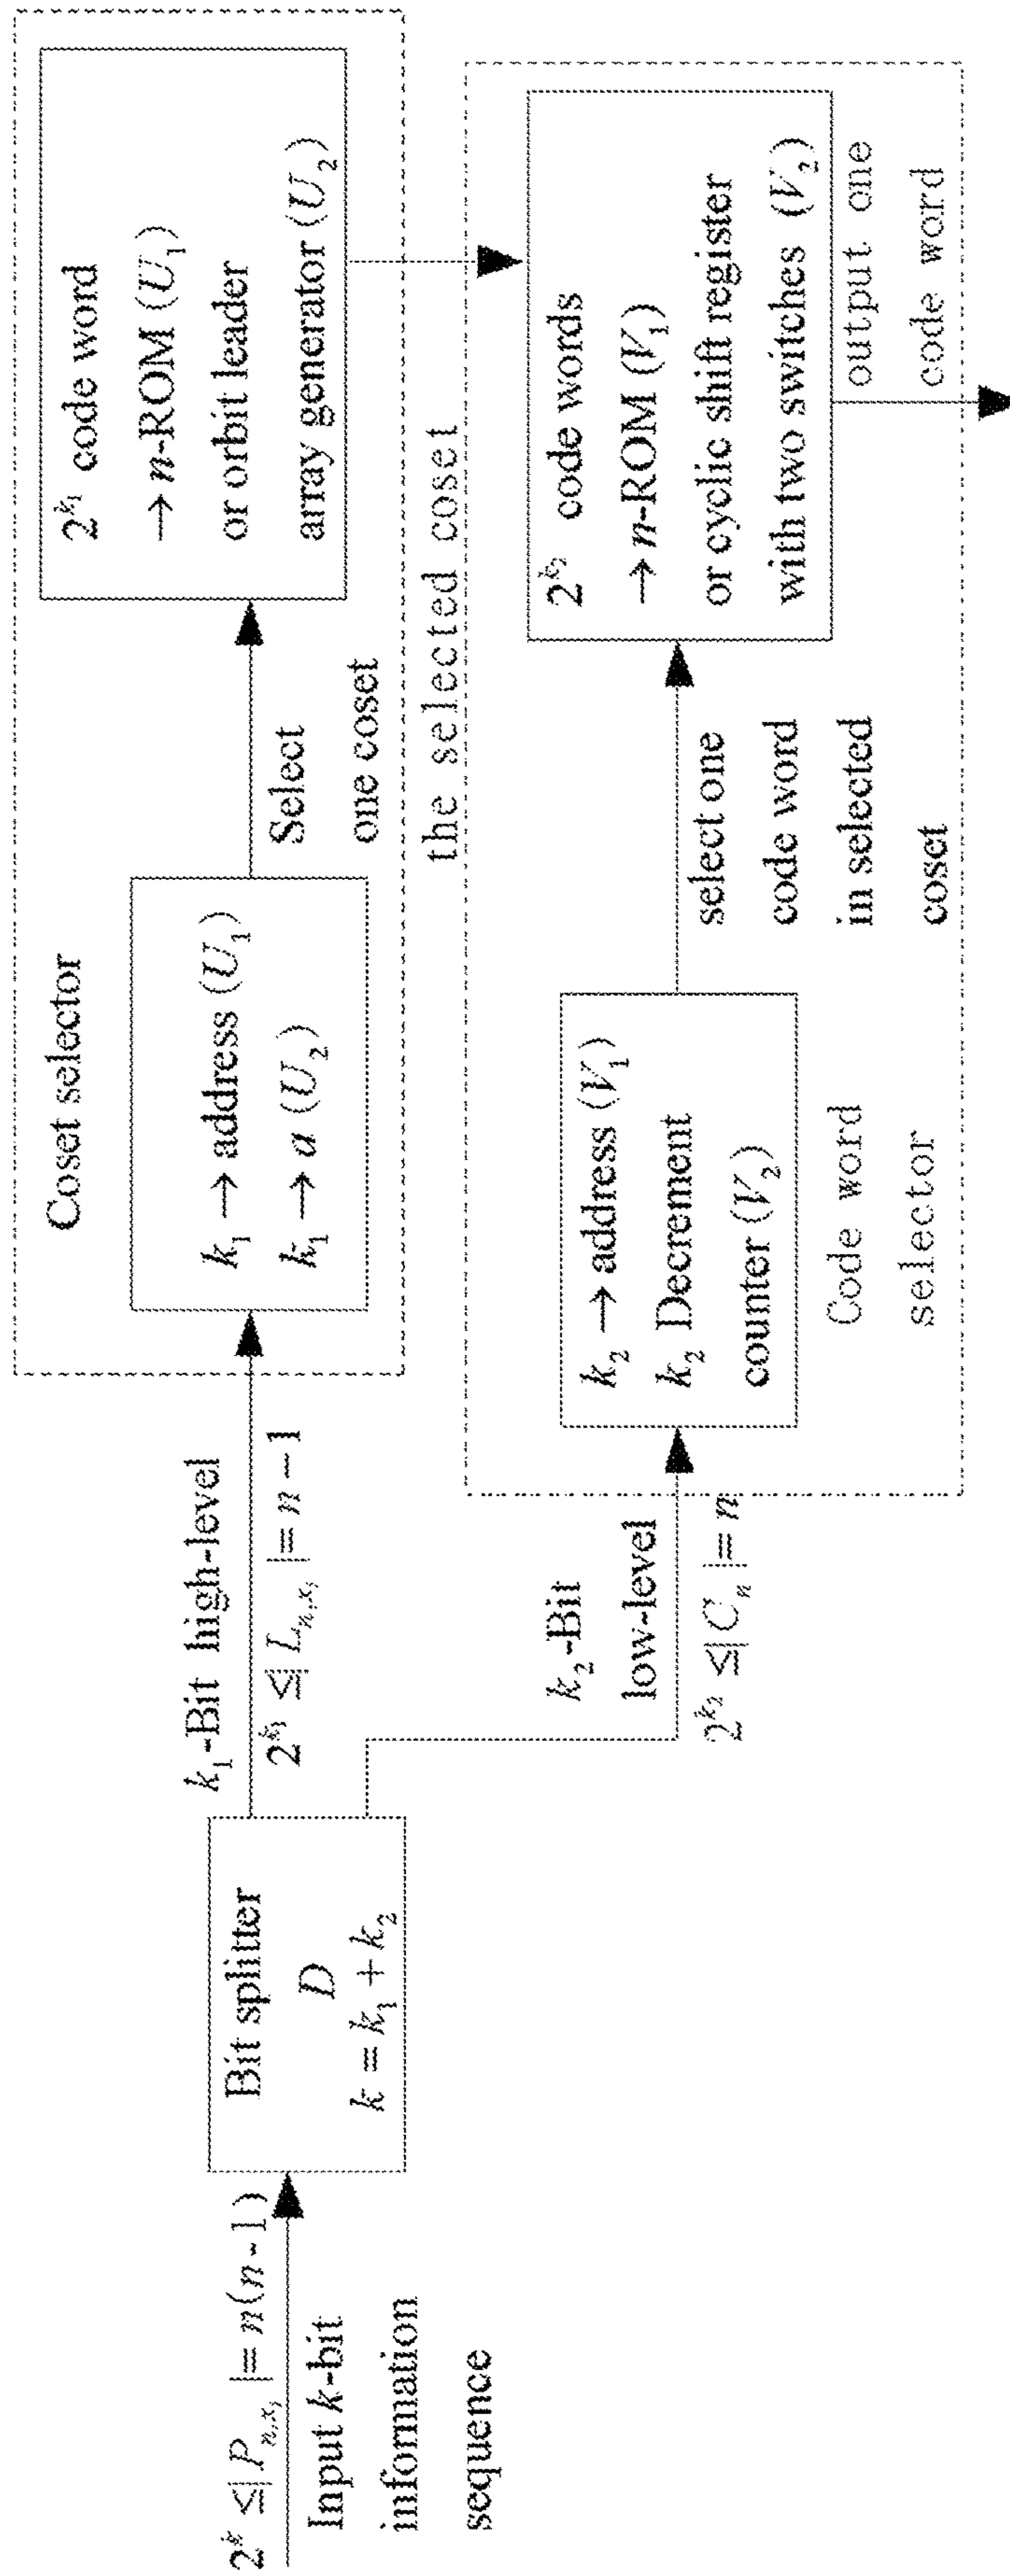 2^k ≤| P_{n,x_i} |= n(n-1)
Input k-bit
information
sequence
Bit splitter
D
k = k_1 + k_2
k_1-Bit high-level
2^{k_1} ≤| L_{n,x_i} |= n − 1
k_2-Bit
low-level
2^{k_2} ≤| C_n |= n
Coset selector
k_1 → address (U_1)
k_1 → a (U_2)
Select
one coset
2^{k_1} code word
→ n-ROM (U_1)
or orbit leader
array generator (U_2)
the selected coset
k_2 → address (V_1)
k_2 Decrement
counter (V_2)
Code word
selector
select one
code word
in selected
coset
2^{k_2} code words
→ n-ROM (V_1)
or cyclic shift register
with two switches (V_2)
output one
code word